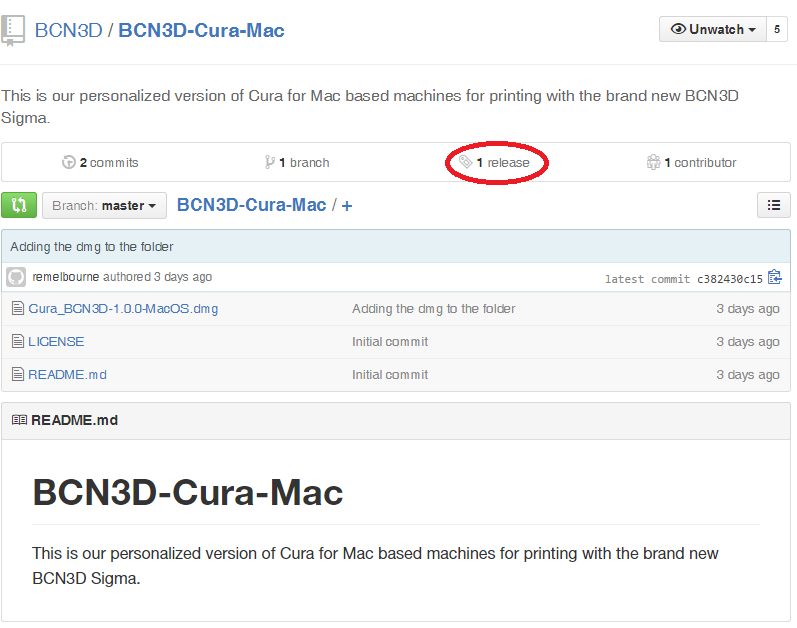 BCN3D / BCN3D-Cura-Mac
Unwatch 5
This is our personalized version of Cura for Mac based machines for printing with the brand new BCN3D
Sigma.
2 commits 1 branch 1 release 1 contributor
Branch: master BCN3D-Cura-Mac / +
Adding the dmg to the folder
remelbourne authored 3 days ago latest commit c382430c15
Cura_BCN3D-1.0.0-MacOS.dmg Adding the dmg to the folder 3 days ago
LICENSE Initial commit 3 days ago
README.md Initial commit 3 days ago
README.md
BCN3D-Cura-Mac
This is our personalized version of Cura for Mac based machines for printing with the brand new
BCN3D Sigma.